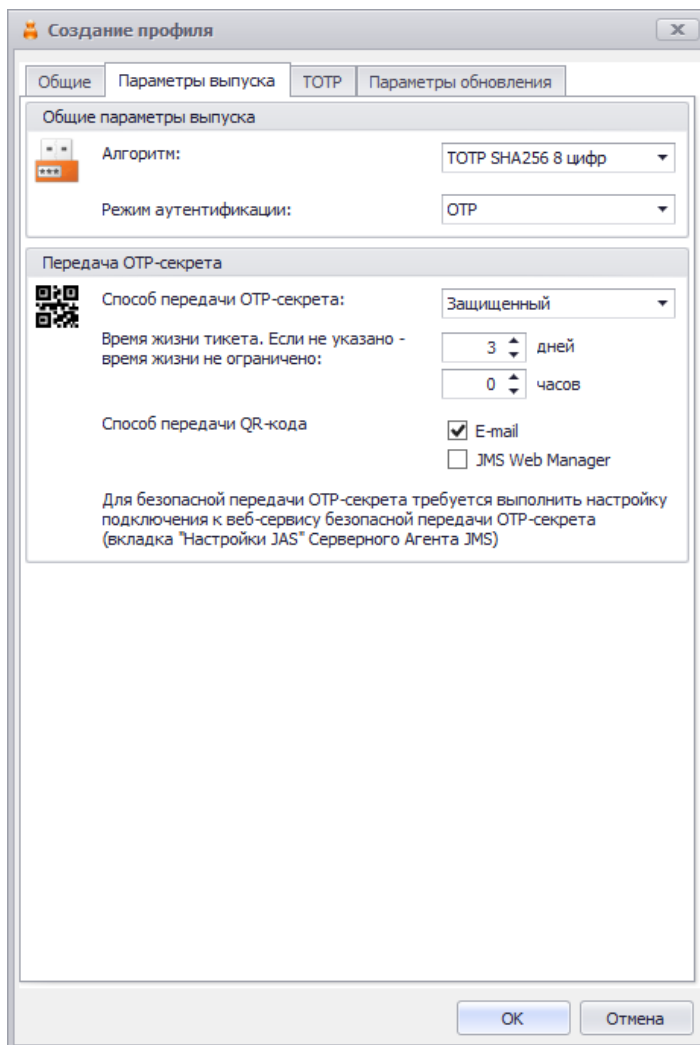 Создание профиля
Общие
Параметры выпуска
TOTP
Параметры обновления
Общие параметры выпуска
Алгоритм:
TOTP SHA256 8 цифр
Режим аутентификации:
OTP
Передача OTP-секрета
Способ передачи OTP-секрета:
Защищенный
Время жизни тикета. Если не указано -
время жизни не ограничено:
3 дней
0 часов
Способ передачи QR-кода
E-mail
JMS Web Manager
Для безопасной передачи OTP-секрета требуется выполнить настройку
подключения к веб-сервису безопасной передачи OTP-секрета
(вкладка "Настройки JAS" Серверного Агента JMS)
OK
Отмена